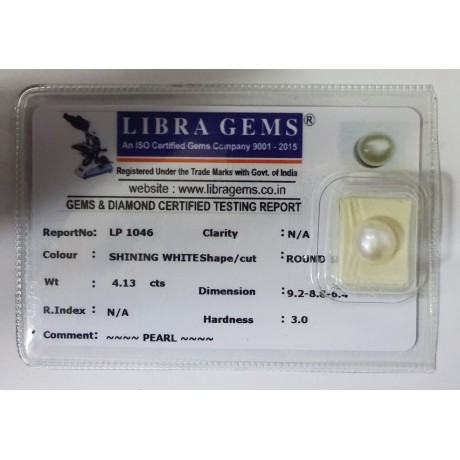 LIBRA GEMS®
An ISO Certified Gems Company 9001 - 2015
Registered Under the Trade Marks with Govt. of India
website : www.libragems.co.in
GEMS & DIAMOND CERTIFIED TESTING REPORT
ReportNo: LP 1046 Clarity : N/A
Colour : SHINING WHITE Shape/cut : ROUND
Wt : 4.13 cts Dimension : 9.2-8.8-6.4
R.Index : N/A Hardness : 3.0
Comment : ~~~~ PEARL ~~~~